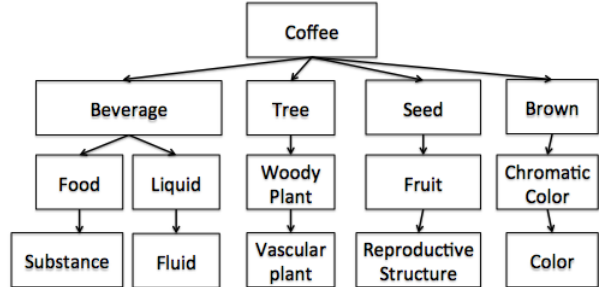 Coffee
Beverage
Tree
Seed
Brown
Food
Liquid
Woody
Plant
Fruit
Chromatic
Color
Substance
Fluid
Vascular
plant
Reproductive
Structure
Color